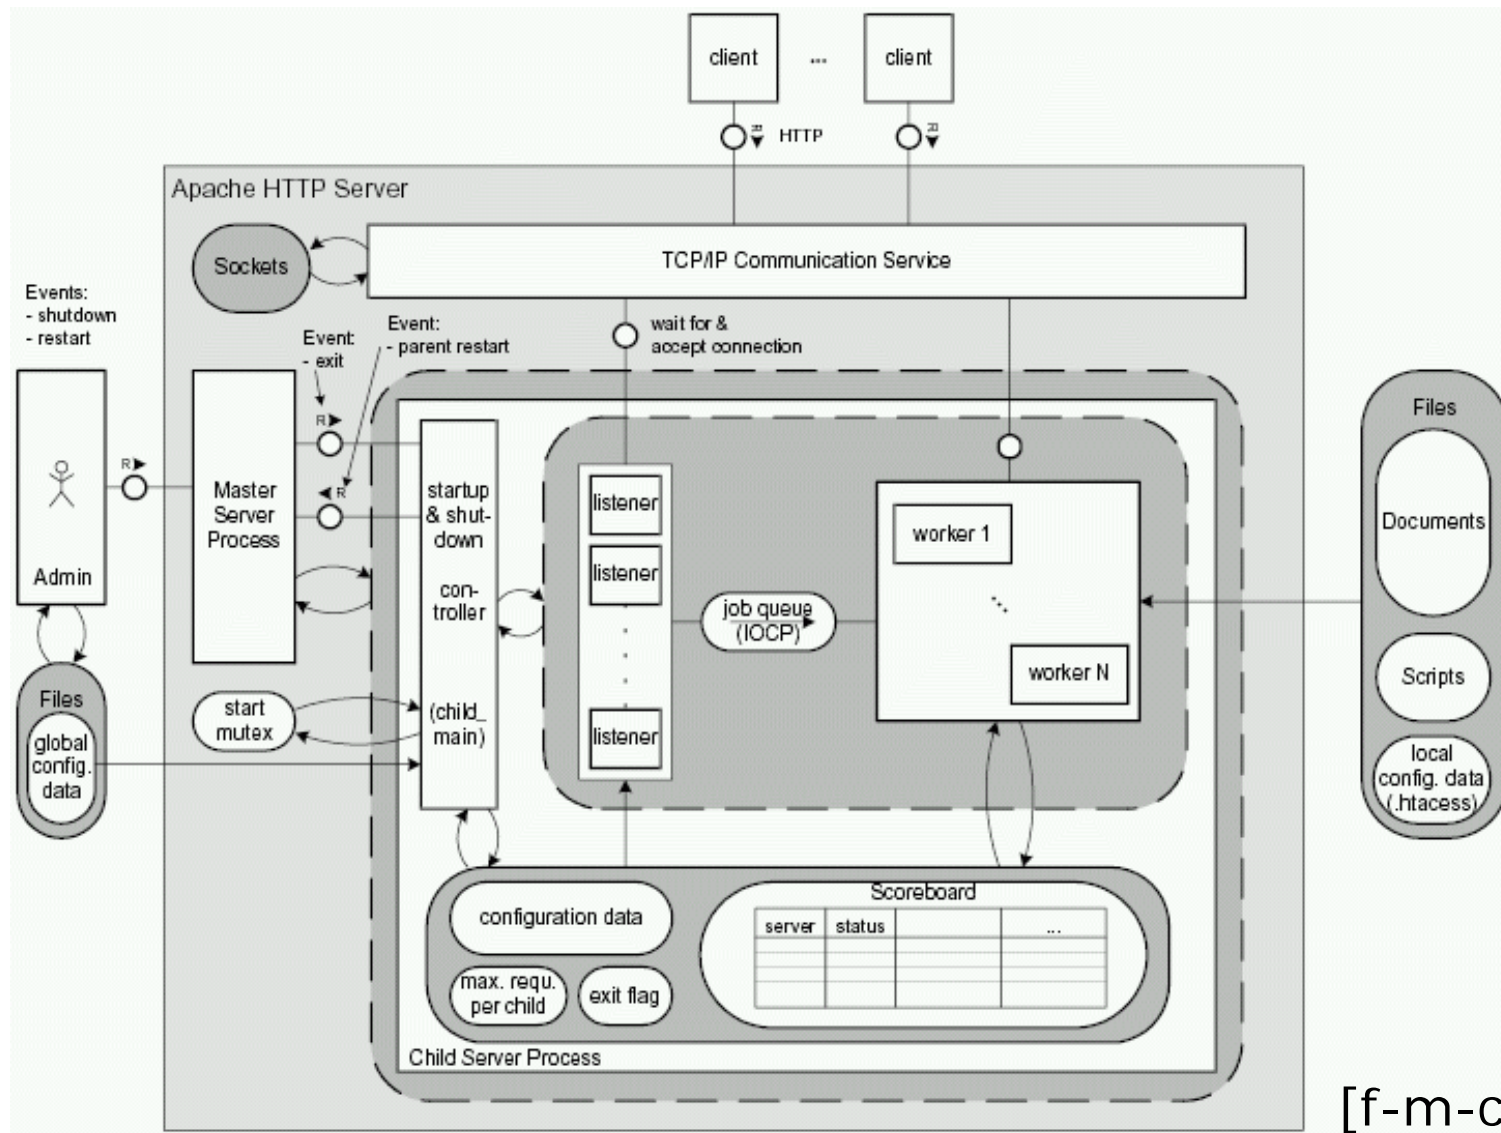 client
...
client
HTTP
Apache HTTP Server
Sockets
TCP/IP Communication Service
Events:
- shutdown
- restart
Event:
- exit
Event:
- parent restart
wait for &
accept connection
R
R
R
Admin
Master
Server
Process
startup
& shut-
down
con-
troller
(child_
main)
listener
listener
listener
job queue
(IOCP)
worker 1
worker N
Files
Documents
Scripts
local
config. data
(.htacess)
Files
global
config.
data
start
mutex
configuration data
max. requ.
per child
exit flag
Scoreboard
server
status
...
Child Server Process
[f-m-c